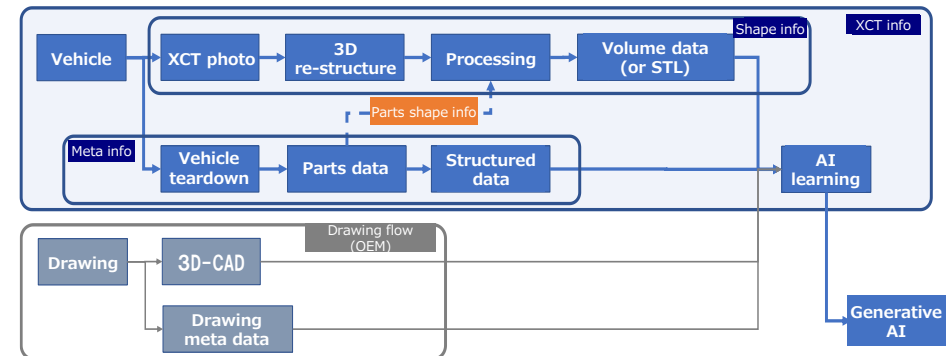 XCT info
Shape info
Vehicle
XCT photo
3D
re-structure
Processing
Volume data
(or STL)
Parts shape info
Meta info
Vehicle
teardown
Parts data
Structured
data
AI
learning
Drawing flow
(OEM)
Drawing
3D-CAD
Drawing
meta data
Generative
AI